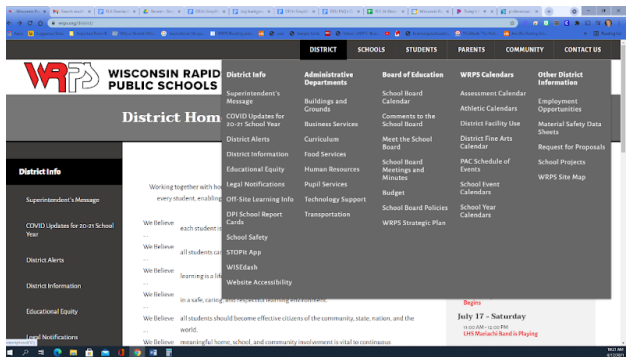 wrps.org/district
DISTRICT SCHOOLS STUDENTS PARENTS COMMUNITY CONTACT US
WRPS
WISCONSIN RAPID
PUBLIC SCHOOLS
District Hom
District Info
Superintendent's
Message
COVID Updates for
20-21 School Year
District Alerts
District Information
Educational Equity
Legal Notifications
Off-Site Learning Info
DPI School Report
Cards
School Safety
STOPit App
WISEdash
Website Accessibility
Administrative
Departments
Buildings and
Grounds
Business Services
Curriculum
Food Services
Human Resources
Pupil Services
Technology Support
Transportation
Board of Education
School Board
Calendar
Comments to the
School Board
Meet the School
Board
School Board
Meetings and
Minutes
Budget
School Board Policies
WRPS Strategic Plan
WRPS Calendars
Assessment Calendar
Athletic Calendars
District Facility Use
District Fine Arts
Calendar
PAC Schedule of
Events
School Event
Calendars
School Year
Calendars
Other District
Information
Employment
Opportunities
Material Safety Data
Sheets
Request for Proposals
School Projects
WRPS Site Map
District Info
Superintendent's Message
COVID Updates for 20-21 School
Year
District Alerts
District Information
Educational Equity
Legal Notifications
Working together with ho
every student, enabling
We Believe
...
each student is
We Believe
...
all students can
We Believe
...
learning is a life
We Believe
...
in a safe, caring, and respectful learning environment.
We Believe
...
all students should become effective citizens of the community, state, nation, and the
world.
We Believe meaningful home, school, and community involvement is vital to continuous
Begins
July 17 - Saturday
11:00 AM - 12:00 PM
LHS Mariachi Band is Playing